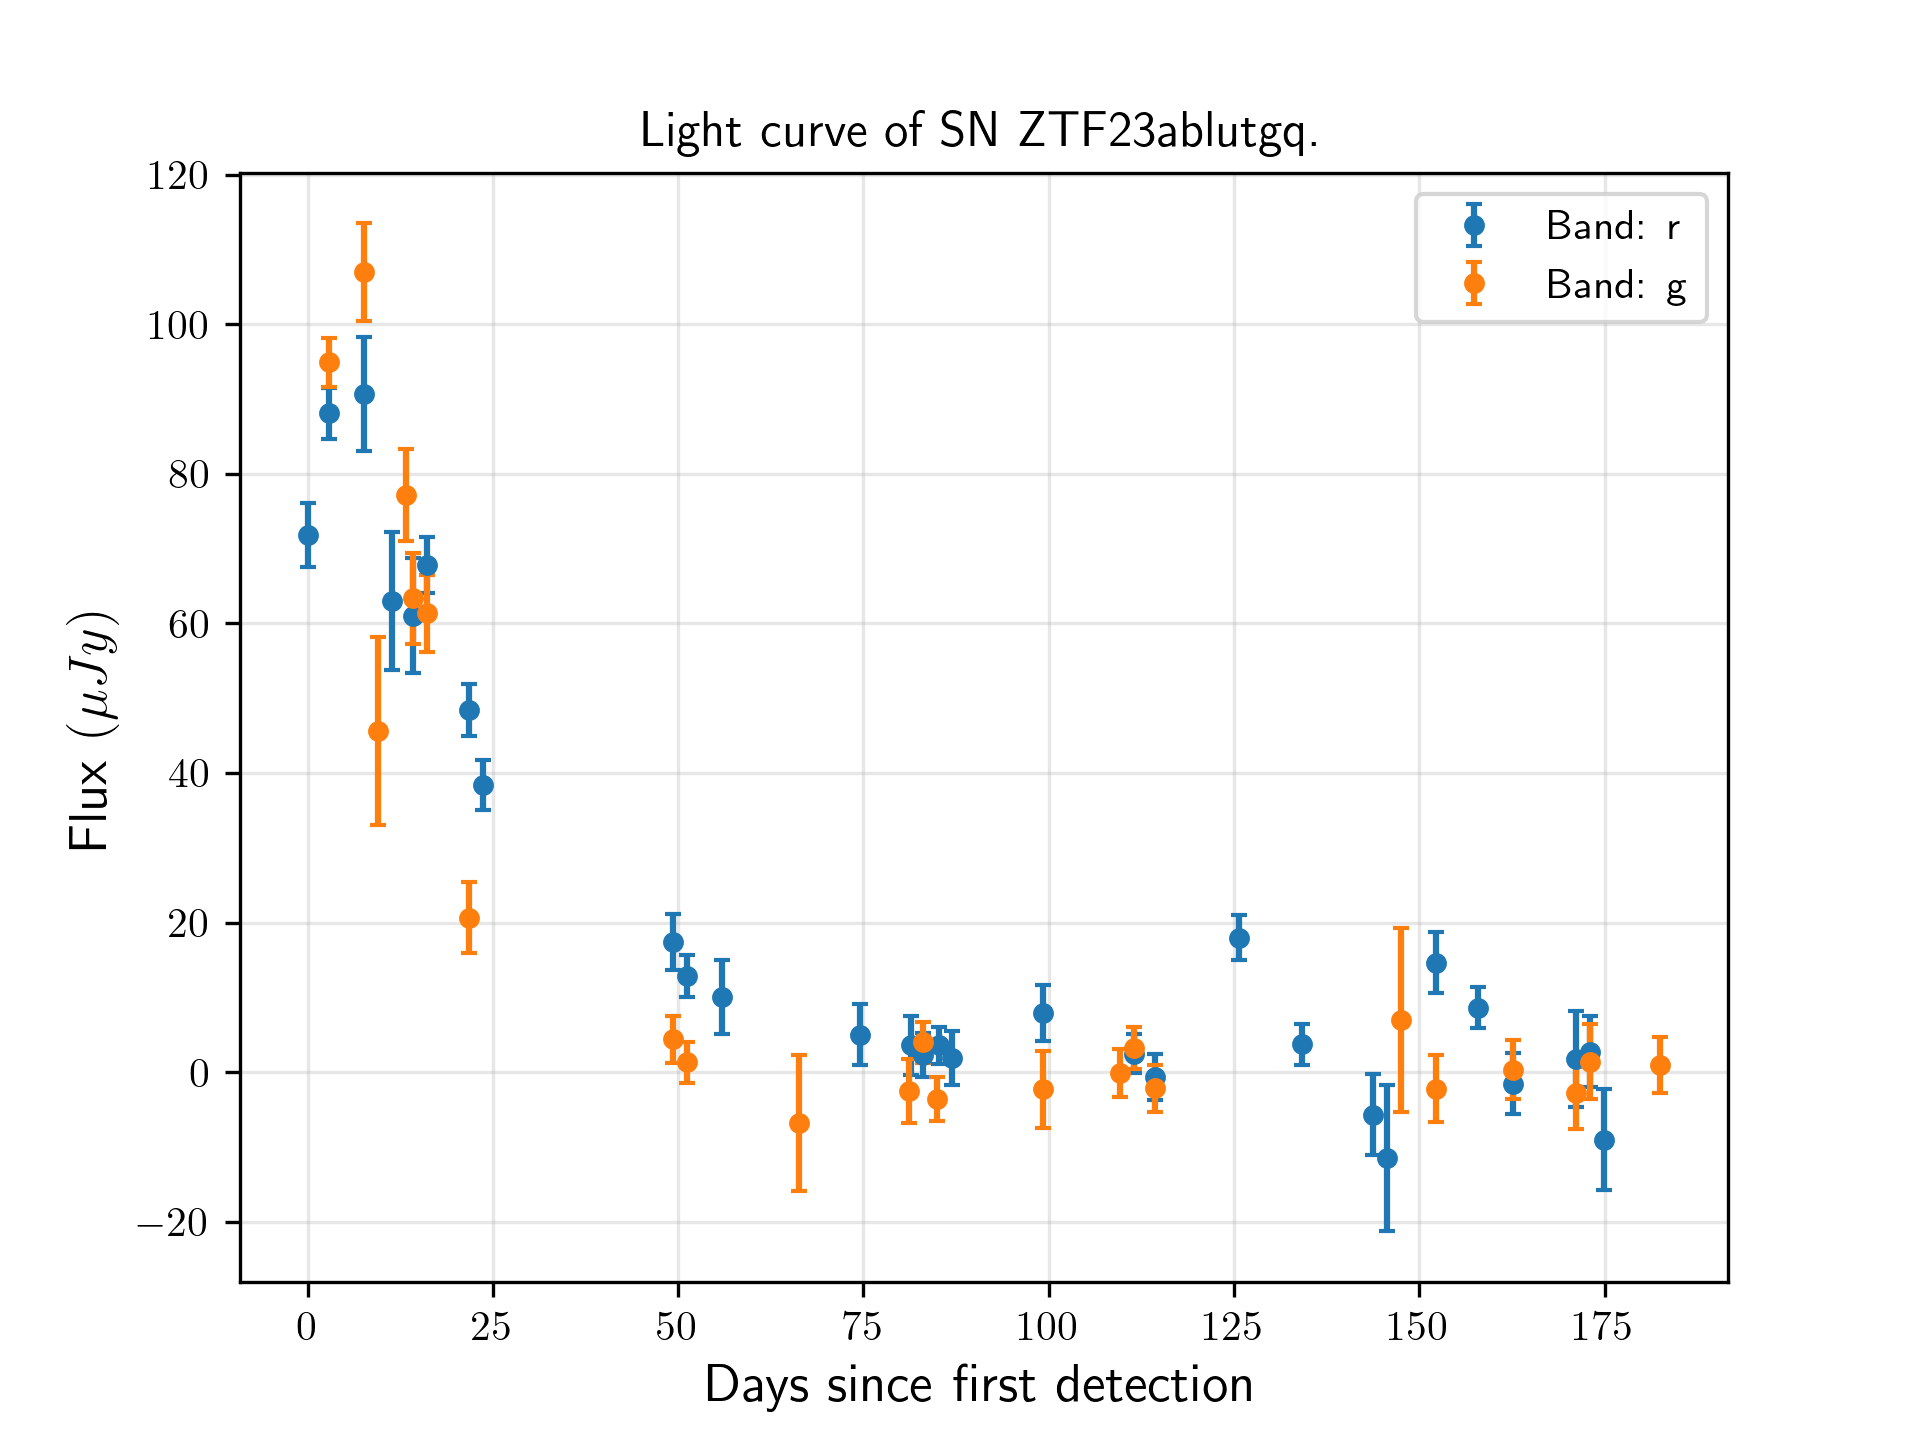 Light curve of SN ZTF23ablutgq.
120
100
80
60
40
20
0
−20
Flux (μJy)
Band: r
Band: g
0 25 50 75 100 125 150 175
Days since first detection